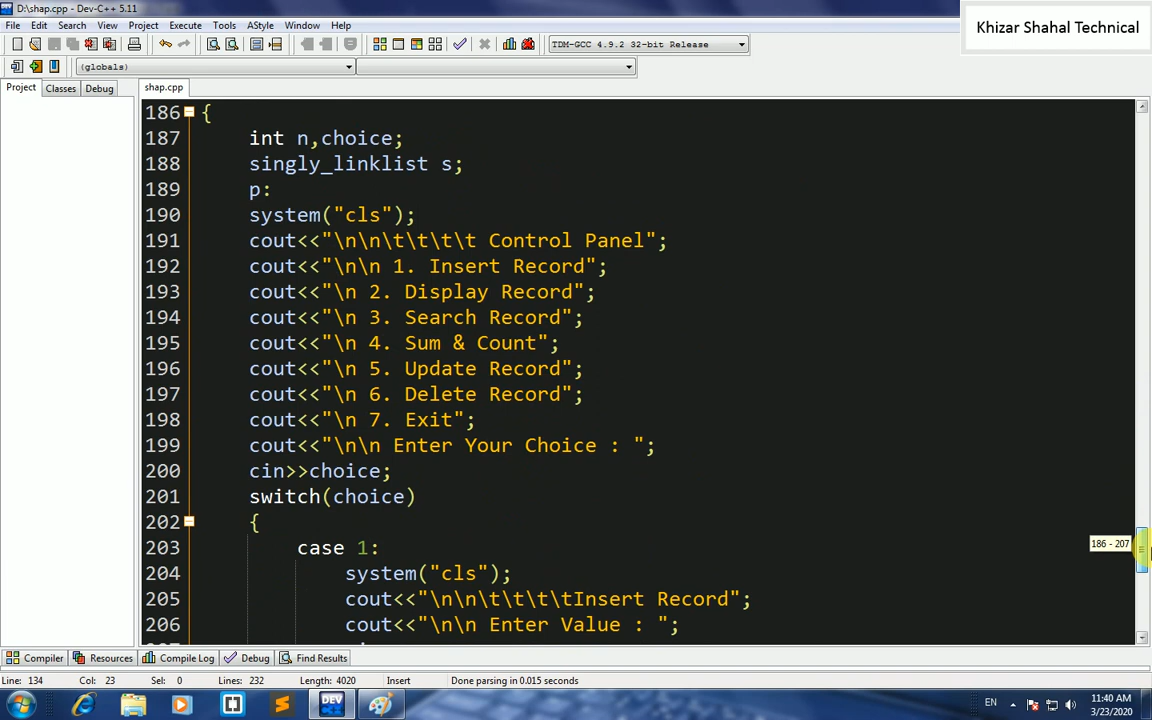 D:\shap.cpp - Dev-C++ 5.11
File Edit Search View Project Execute Tools AStyle Window Help
Khizar Shahal Technical
TDM-GCC 4.9.2 32-bit Release
(globals)
Project Classes Debug
shap.cpp
186 {
187 int n,choice;
188 singly_linklist s;
189 p:
190 system("cls");
191 cout<<"\n\n\t\t\t\t Control Panel";
192 cout<<"\n\n 1. Insert Record";
193 cout<<"\n 2. Display Record";
194 cout<<"\n 3. Search Record";
195 cout<<"\n 4. Sum & Count";
196 cout<<"\n 5. Update Record";
197 cout<<"\n 6. Delete Record";
198 cout<<"\n 7. Exit";
199 cout<<"\n\n Enter Your Choice : ";
200 cin>>choice;
201 switch(choice)
202 {
203 case 1:
204 system("cls");
205 cout<<"\n\n\t\t\t\tInsert Record";
206 cout<<"\n\n Enter Value : ";
186 - 207
Compiler Resources Compile Log Debug Find Results
Line: 134 Col: 23 Sel: 0 Lines: 232 Length: 4020 Insert Done parsing in 0.015 seconds
DEV
EN
11:40 AM
3/23/2020